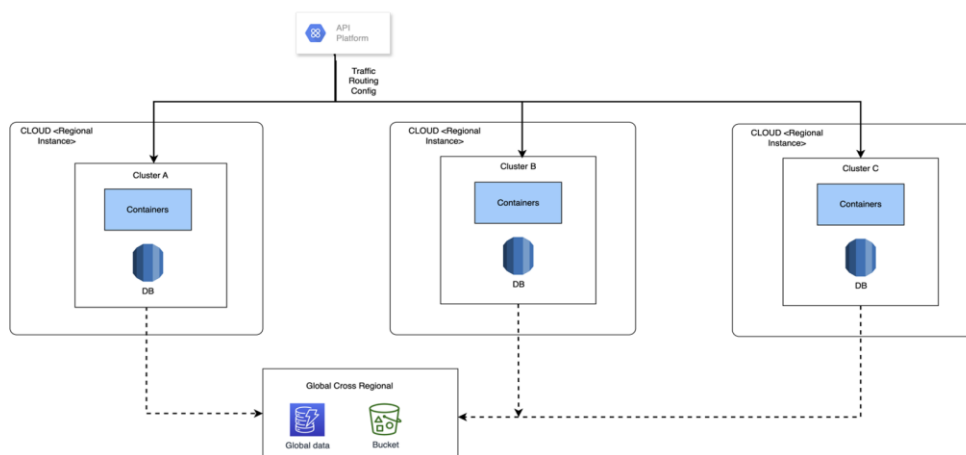 API
Platform
Traffic
Routing
Config
CLOUD <Regional
Instance>
Cluster A
Containers
DB
CLOUD <Regional
Instance>
Cluster B
Containers
DB
CLOUD <Regional
Instance>
Cluster C
Containers
DB
Global Cross Regional
Global data
Bucket